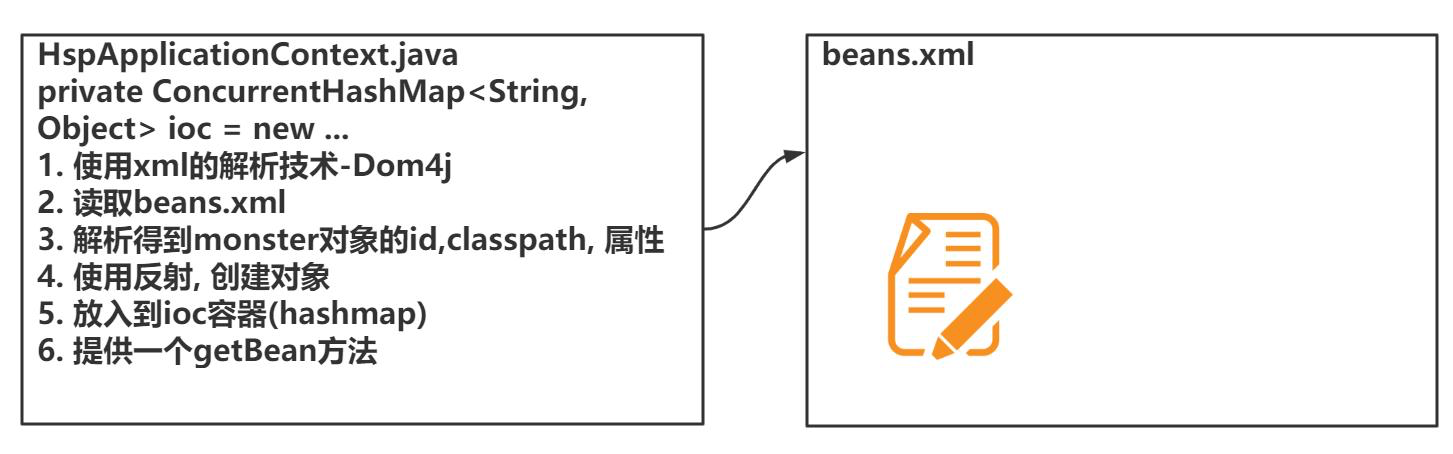 HspApplicationContext.java
private ConcurrentHashMap<String,
Object> ioc = new ...
1. 使用xml的解析技术-Dom4j
2. 读取beans.xml
3. 解析得到monster对象的id,classpath, 属性
4. 使用反射, 创建对象
5. 放入到ioc容器(hashmap)
6. 提供一个getBean方法
beans.xml